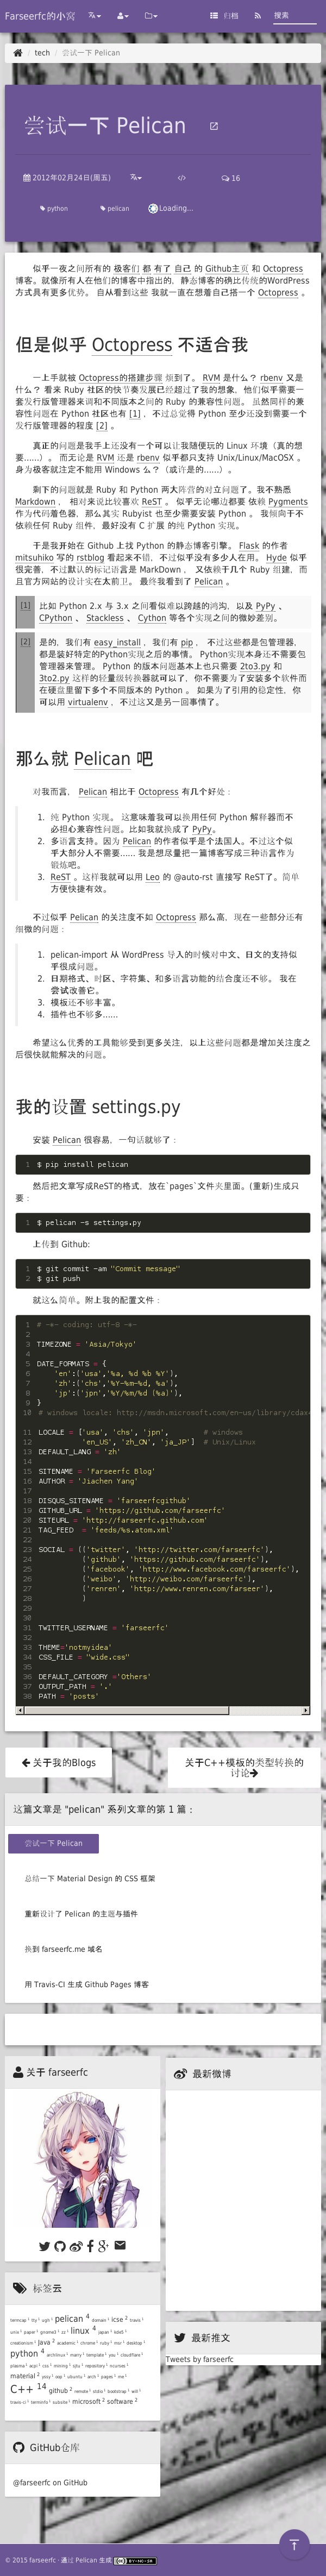 Farseerfc的小窝
归档
搜索
tech / 尝试一下 Pelican
尝试一下 Pelican
2012年02月24日(周五)
16
python
pelican
Loading...
似乎一夜之间所有的 极客们 都 有了 自己 的 Github主页 和 Octopress
博客。就像所有人在他们的博客中指出的,静态博客的确比传统的WordPress
方式具有更多优势。 自从看到这些 我就一直在想着自己搭一个 Octopress 。
但是似乎 Octopress 不适合我
一上手就被 Octopress的搭建步骤 烦到了。 RVM 是什么? rbenv 又是
什么? 看来 Ruby 社区的快节奏发展已经超过了我的想象,他们似乎需要一
套发行版管理器来调和不同版本之间的 Ruby 的兼容性问题。 虽然同样的兼
容性问题在 Python 社区也有 [1] ,不过总觉得 Python 至少还没到需要一个
发行版管理器的程度 [2] 。
真正的问题是我手上还没有一个可以让我随便玩的 Linux 环境(真的想
要……)。 而无论是 RVM 还是 rbenv 似乎都只支持 Unix/Linux/MacOSX 。
身为极客就注定不能用 Windows 么?(或许是的……)。
剩下的问题就是 Ruby 和 Python 两大阵营的对立问题了。我不熟悉
Markdown , 相对来说比较喜欢 ReST 。 似乎无论哪边都要 依赖 Pygments
作为代码着色器,那么其实 Rubyist 也至少需要安装 Python 。 我倾向于不
依赖任何 Ruby 组件,最好没有 C 扩展 的纯 Python 实现。
于是我开始在 Github 上找 Python 的静态博客引擎。 Flask 的作者
mitsuhiko 写的 rstblog 看起来不错,不过似乎没有多少人在用。 Hyde 似乎
很完善,不过默认的标记语言是 MarkDown , 又依赖于几个 Ruby 组建,而
且官方网站的设计实在太前卫。 最终我看到了 Pelican 。
[1] 比如 Python 2.x 与 3.x 之间看似难以跨越的鸿沟,以及 PyPy 、
CPython 、 Stackless 、 Cython 等各个实现之间的微妙差别。
[2] 是的,我们有 easy_install ,我们有 pip , 不过这些都是包管理器,
都是装好特定的Python实现之后的事情。 Python实现本身还不需要包
管理器来管理。 Python 的版本问题基本上也只需要 2to3.py 和
3to2.py 这样的轻量级转换器就可以了,你不需要为了安装多个软件而
在硬盘里留下多个不同版本的 Python 。 如果为了引用的稳定性,你
可以用 virtualenv ,不过这又是另一回事情了。
那么就 Pelican 吧
对我而言, Pelican 相比于 Octopress 有几个好处:
1. 纯 Python 实现。 这意味着我可以换用任何 Python 解释器而不
必担心兼容性问题。比如我就换成了 PyPy。
2. 多语言支持。因为 Pelican 的作者似乎是个法国人。不过这个似
乎大部分人不需要…… 我是想尽量把一篇博客写成三种语言作为
锻炼吧。
3. ReST 。这样我就可以用 Leo 的 @auto-rst 直接写 ReST了。简单
方便快捷有效。
不过似乎 Pelican 的关注度不如 Octopress 那么高,现在一些部分还有
细微的问题:
1. pelican-import 从 WordPress 导入的时候对中文、日文的支持似
乎很成问题。
2. 日期格式、时区、字符集、和多语言功能的结合度还不够。 我在
尝试改善它。
3. 模板还不够丰富。
4. 插件也不够多……
希望这么优秀的工具能够受到更多关注,以上这些问题都是增加关注度之
后很快就能解决的问题。
我的设置 settings.py
安装 Pelican 很容易,一句话就够了:
1 $ pip install pelican
然后把文章写成ReST的格式,放在`pages`文件夹里面。(重新)生成只
要:
1 $ pelican -s settings.py
上传到 Github:
1 $ git commit -am "Commit message"
2 $ git push
就这么简单。附上我的配置文件:
1 # -*- coding: utf-8 -*-
2
3 TIMEZONE = 'Asia/Tokyo'
4
5 DATE_FORMATS = {
6 'en':('usa','%a, %d %b %Y'),
7 'zh':('chs','%Y-%m-%d, %a'),
8 'jp':('jpn','%Y/%m/%d (%a)'),
9 }
10 # windows locale: http://msdn.microsoft.com/en-us/library/cdax
11 LOCALE = ['usa', 'chs', 'jpn', # windows
12 'en_US', 'zh_CN', 'ja_JP'] # Unix/Linux
13 DEFAULT_LANG = 'zh'
14
15 SITENAME = 'Farseerfc Blog'
16 AUTHOR = 'Jiachen Yang'
17
18 DISQUS_SITENAME = 'farseerfcgithub'
19 GITHUB_URL = 'https://github.com/farseerfc'
20 SITEURL = 'http://farseerfc.github.com'
21 TAG_FEED = 'feeds/%s.atom.xml'
22
23 SOCIAL = (('twitter', 'http://twitter.com/farseerfc'),
24 ('github', 'https://github.com/farseerfc'),
25 ('facebook', 'http://www.facebook.com/farseerfc'),
26 ('weibo', 'http://weibo.com/farseerfc'),
27 ('renren', 'http://www.renren.com/farseer'),
28 )
29
30
31 TWITTER_USERNAME = 'farseerfc'
32
33 THEME='notmyidea'
34 CSS_FILE = "wide.css"
35
36 DEFAULT_CATEGORY ='Others'
37 OUTPUT_PATH = '.'
38 PATH = 'posts'
关于我的Blogs
关于C++模板的类型转换的
讨论
这篇文章是 "pelican" 系列文章的第 1 篇:
尝试一下 Pelican
总结一下 Material Design 的 CSS 框架
重新设计了 Pelican 的主题与插件
换到 farseerfc.me 域名
用 Travis-CI 生成 Github Pages 博客
关于 farseerfc
最新微博
标签云
termcap 1 tty 1 vgh 1 pelican 4 domain 1 icse 2 travis 1
unix 1 paper 1 gnome3 1 zz 1 linux 4 kde5 1
creationism 1 Java 2 academic 1 chrome 1 ruby 1 msr 1 desktop 1
python 4 archlinux 1 marry 1 template 1 you 1 cloudflare 1
plasma 1 acpi 1 css 1 mining 1 sjtu 1 repository 1 ncurses 1
material 2 yssy 1 oop 1 ubuntu 1 arch 1 pages 1 me 1
C++ 14 github 2 remote 1 stdio 1 bootstrap 1 will 1
travis-ci 1 terminfo 1 subsite 1 microsoft 2 software 2
最新推文
Tweets by farseerfc
GitHub仓库
@farseerfc on GitHub
© 2015 farseerfc · 通过 Pelican 生成